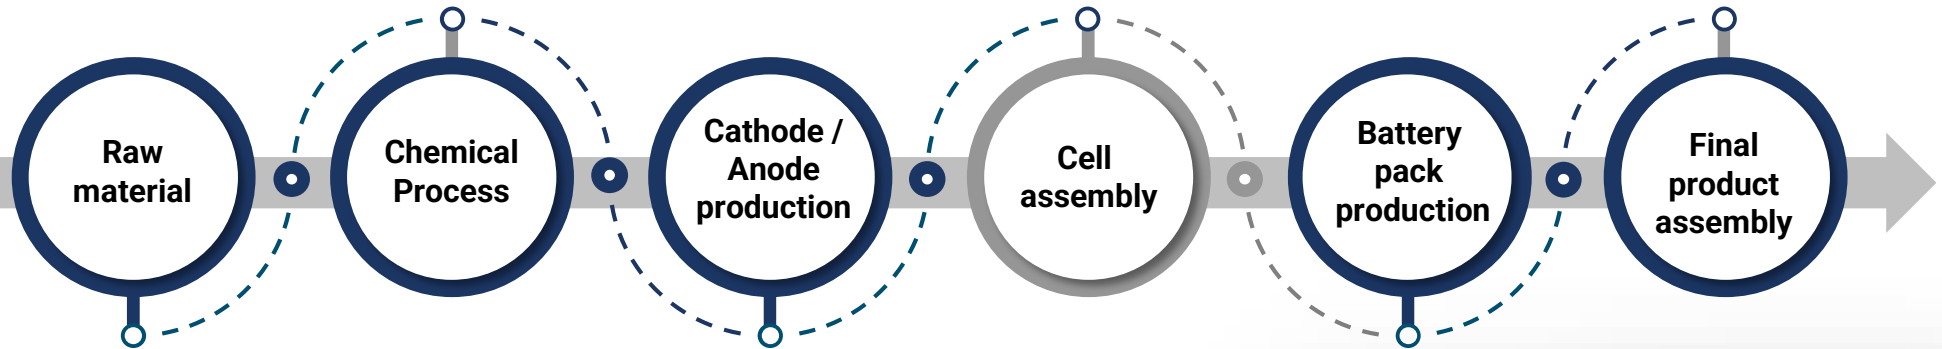 Raw
material
Chemical
Process
Cathode /
Anode
production
Cell
assembly
Battery
pack
production
Final
product
assembly